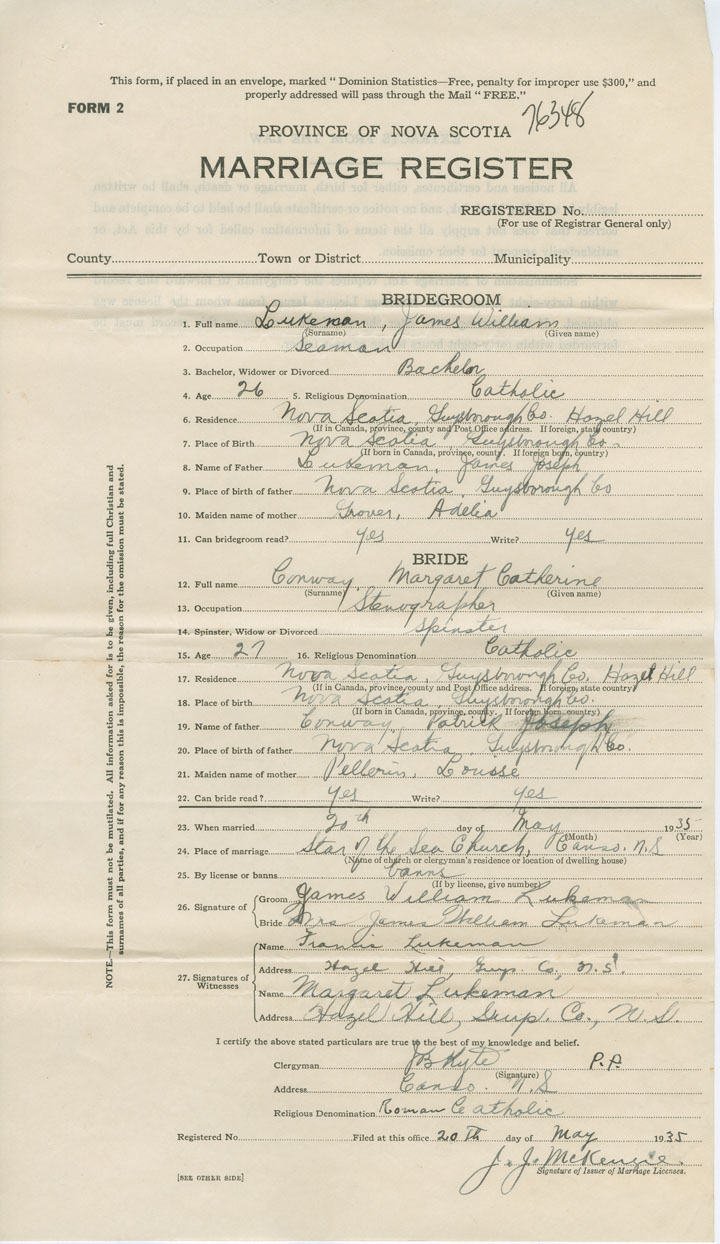 This form, if placed in an envelope, marked “ Dominion Statistics—Free, penalty for improper use $300,” and
properly addressed will pass through the Mail “ FREE.”
FORM 2
76348
PROVINCE OF NOVA SCOTIA
MARRIAGE REGISTER
REGISTERED No.
(For use of Registrar General only)
County Town or District Municipality
BRIDEGROOM
1. Full name Lukeman, James William
(Surname) (Given name)
2. Occupation Seaman
3. Bachelor, Widower or Divorced Bachelor
4. Age 26 5. Religious Denomination Catholic
6. Residence Nova Scotia, Guysborough Co. Hazel Hill
(If in Canada, province, county and Post Office address. If foreign, state country)
7. Place of Birth Nova Scotia, Guysborough Co.
(If born in Canada, province, county. If foreign born, country)
8. Name of Father Lukeman, James Joseph
9. Place of birth of father Nova Scotia, Guysborough Co
10. Maiden name of mother Grover, Adelia
11. Can bridegroom read? yes Write? yes
BRIDE
12. Full name Conway, Margaret Catherine
(Surname) (Given name)
13. Occupation Stenographer
14. Spinster, Widow or Divorced Spinster
15. Age 27 16. Religious Denomination Catholic
17. Residence Nova Scotia, Guysborough Co. Hazel Hill
(If in Canada, province, county and Post Office address. If foreign, state country)
18. Place of birth Nova Scotia, Guysborough Co.
(If born in Canada, province, county. If foreign born, country)
19. Name of father Conway, Patrick Joseph
20. Place of birth of father Nova Scotia, Guysborough Co.
21. Maiden name of mother Pellerin, Lousse
22. Can bride read? yes Write? yes
23. When married 20th day of May 1935
(Month) (Year)
24. Place of marriage Star of the Sea Church, Canso. N.S
(Name of church or clergyman's residence or location of dwelling house)
25. By license or banns banns
(If by license, give number)
26. Signature of Groom James William Lukeman
Bride Mrs James William Lukeman
27. Signatures of Witnesses
Name Francis Lukeman
Address Hazel Hill, Guys. Co, N.S.
Name Margaret Lukeman
Address Hazel Hill, Guys. Co., N.S.
I certify the above stated particulars are true to the best of my knowledge and belief.
Clergyman JB Kyte P.P.
(Signature)
Address Canso. N.S
Religious Denomination Roman Catholic
Registered No. Filed at this office 20th day of May 1935
J. J. McKenzie.
Signature of Issuer of Marriage Licenses.
[SEE OTHER SIDE]
NOTE—This form must not be mutilated. All information asked for is to be given, including full Christian and
surnames of all parties, and if for any reason this is impossible, the reason for the omission must be stated.